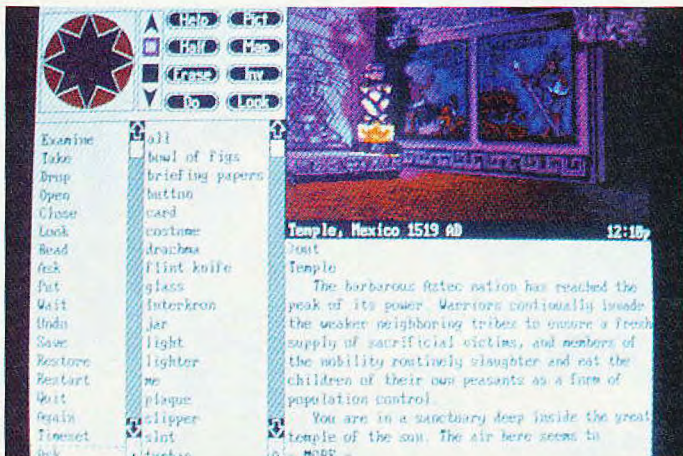 Help Pict
Half Map
Erase Inv
Do Look
Examine
Take
Drop
Open
Close
Look
Read
Ask
Put
Wait
Undo
Save
Restore
Restart
Quit
Again
Timeset
Ask
all
bowl of figs
briefing papers
button
card
costume
drachma
flint knife
glass
Interkron
jar
light
lighter
me
plaque
slipper
slot
Temple, Mexico 1519 AD 12:10p
out
Temple
The barbarous Aztec nation has reached the
peak of its power. Warriors continually invade
the weaker neighboring tribes to ensure a fresh
supply of sacrificial victims, and members of
the nobility routinely slaughter and eat the
children of their own peasants as a form of
population control.
You are in a sanctuary deep inside the great
temple of the sun. The air here seems to
- MORE -